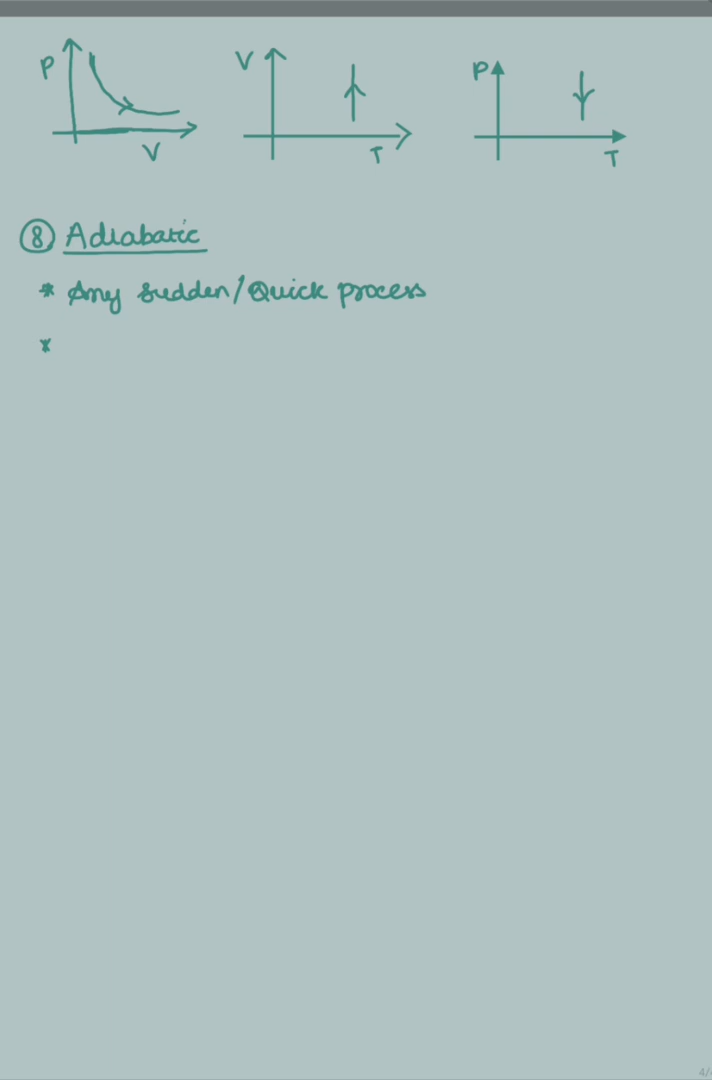 P
V
V
T
P
T
⑧ Adiabatic
* Any sudden/Quick process
*